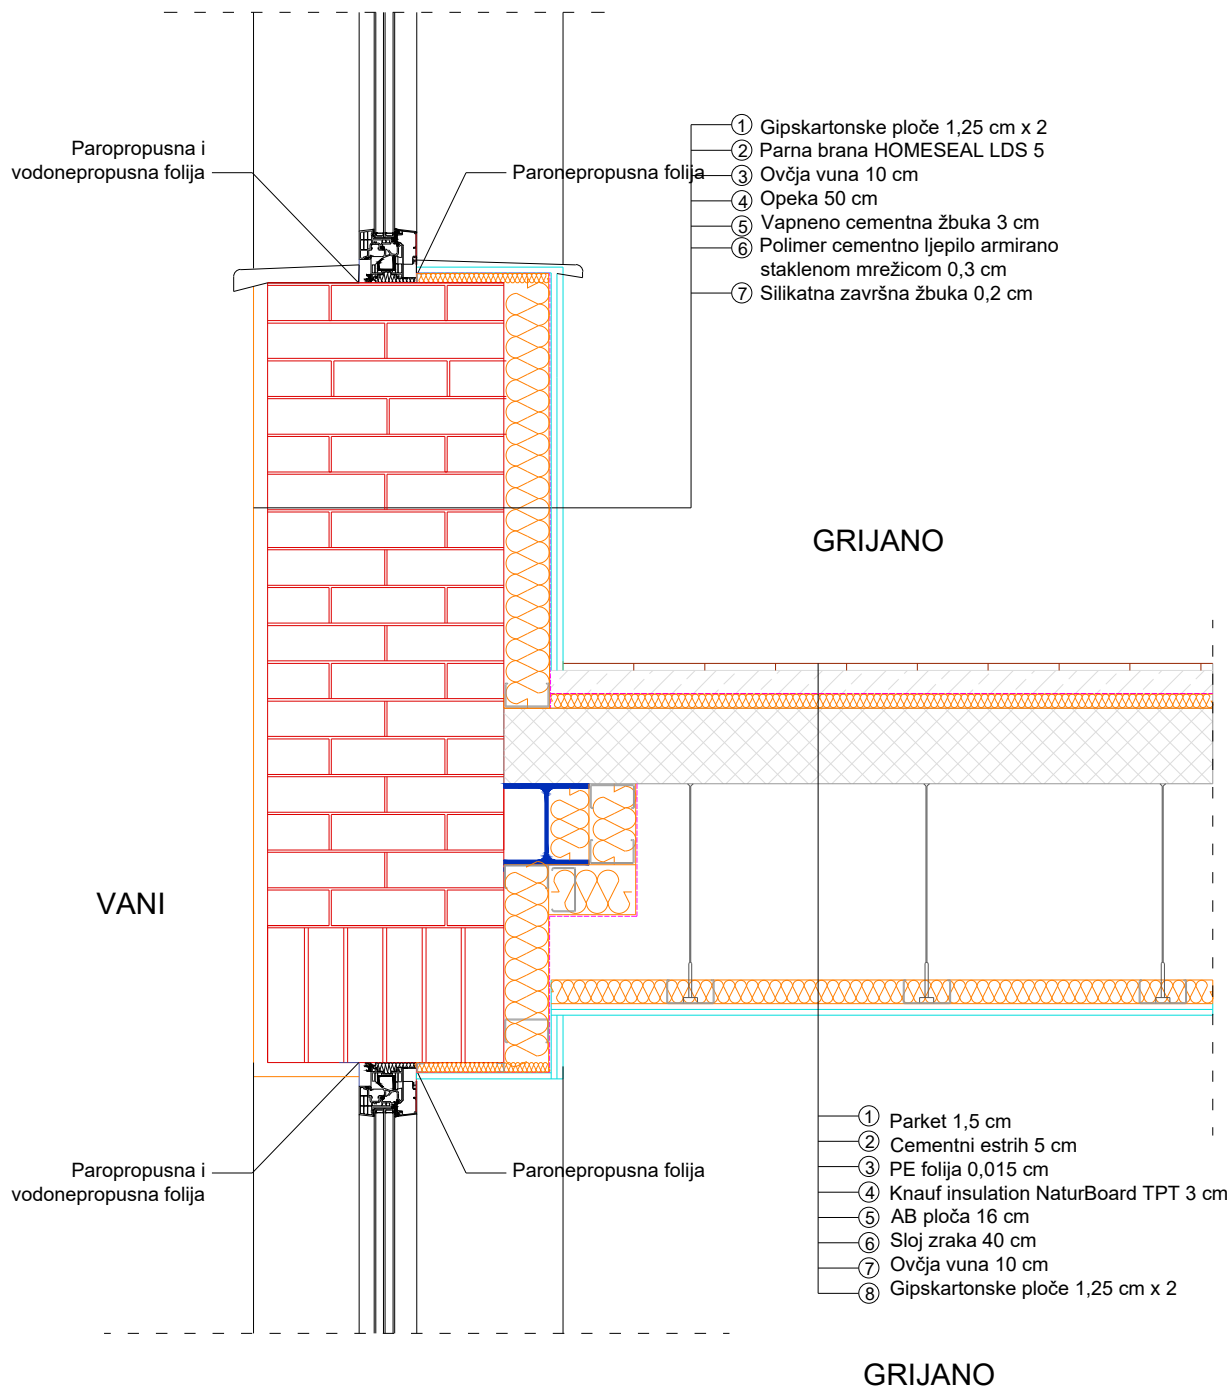 Paropropusna i
vodonepropusna folija
Paronepropusna folija
1 Gipskartonske ploče 1,25 cm x 2
2 Parna brana HOMESEAL LDS 5
3 Ovčja vuna 10 cm
4 Opeka 50 cm
5 Vapneno cementna žbuka 3 cm
6 Polimer cementno ljepilo armirano
staklenom mrežicom 0,3 cm
7 Silikatna završna žbuka 0,2 cm
GRIJANO
VANI
Paropropusna i
vodonepropusna folija
Paronepropusna folija
1 Parket 1,5 cm
2 Cementni estrih 5 cm
3 PE folija 0,015 cm
4 Knauf insulation NaturBoard TPT 3 cm
5 AB ploča 16 cm
6 Sloj zraka 40 cm
7 Ovčja vuna 10 cm
8 Gipskartonske ploče 1,25 cm x 2
GRIJANO